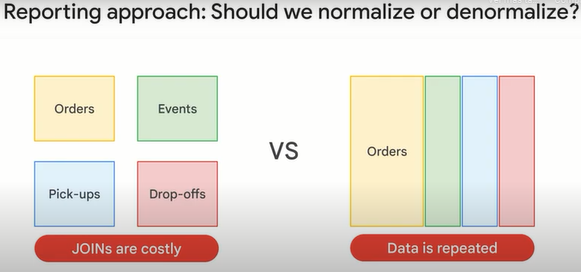 Reporting approach: Should we normalize or denormalize?
Orders
Events
Pick-ups
Drop-offs
JOINs are costly
VS
Orders
Data is repeated